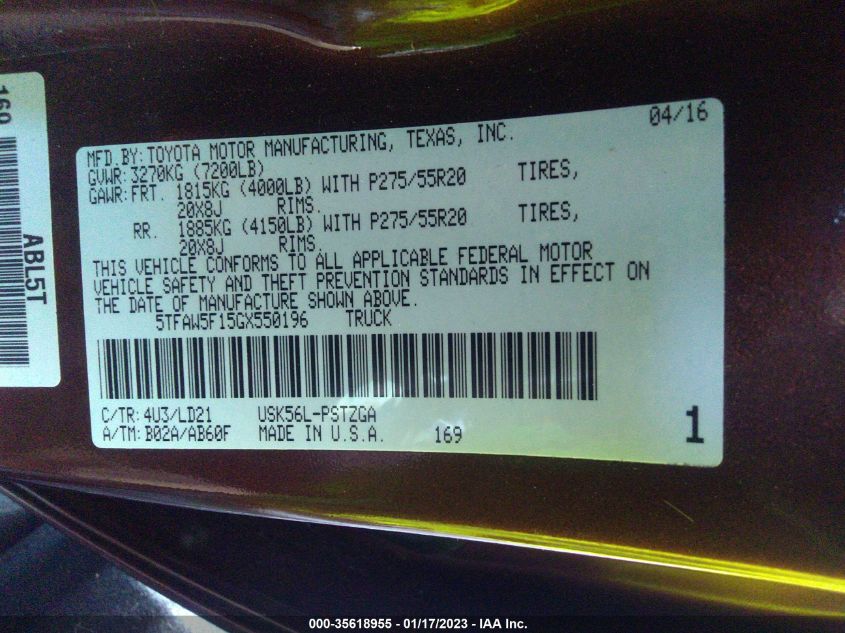 160
ABL5T
04/16
MFD.BY:TOYOTA MOTOR MANUFACTURING, TEXAS, INC.
GVWR:3270KG (7200LB)
GAWR:FRT. 1815KG (4000LB) WITH P275/55R20 TIRES,
20X8J RIMS.
RR. 1885KG (4150LB) WITH P275/55R20 TIRES,
20X8J RIMS.
THIS VEHICLE CONFORMS TO ALL APPLICABLE FEDERAL MOTOR
VEHICLE SAFETY AND THEFT PREVENTION STANDARDS IN EFFECT ON
THE DATE OF MANUFACTURE SHOWN ABOVE.
5TFAW5F15GX550196 TRUCK
C/TR:4U3/LD21 USK56L-PSTZGA
A/TM:B02A/AB60F MADE IN U.S.A. 169
1
000-35618955 - 01/17/2023 - IAA Inc.